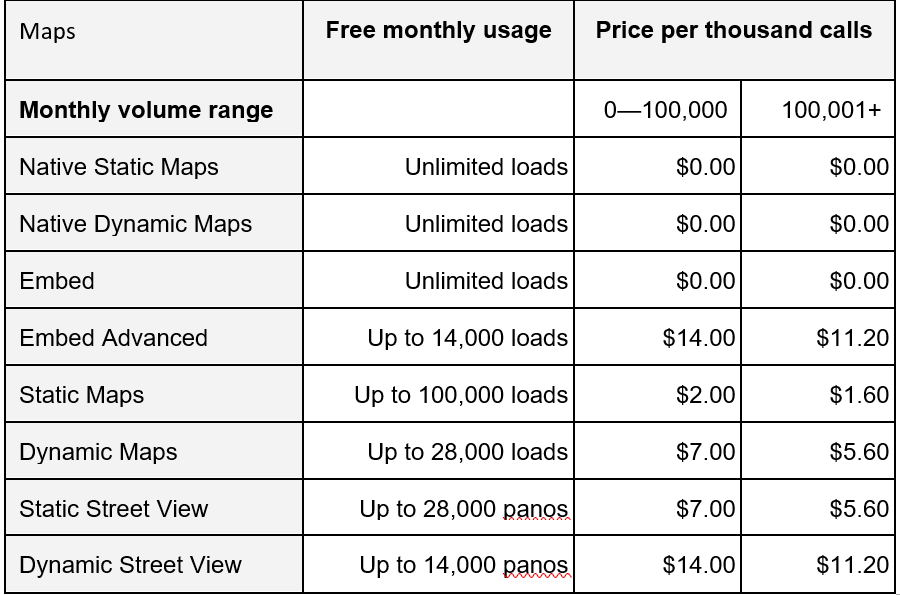 Maps Free monthly usage Price per thousand calls
Monthly volume range 0—100,000 100,001+
Native Static Maps Unlimited loads $0.00 $0.00
Native Dynamic Maps Unlimited loads $0.00 $0.00
Embed Unlimited loads $0.00 $0.00
Embed Advanced Up to 14,000 loads $14.00 $11.20
Static Maps Up to 100,000 loads $2.00 $1.60
Dynamic Maps Up to 28,000 loads $7.00 $5.60
Static Street View Up to 28,000 panos $7.00 $5.60
Dynamic Street View Up to 14,000 panos $14.00 $11.20